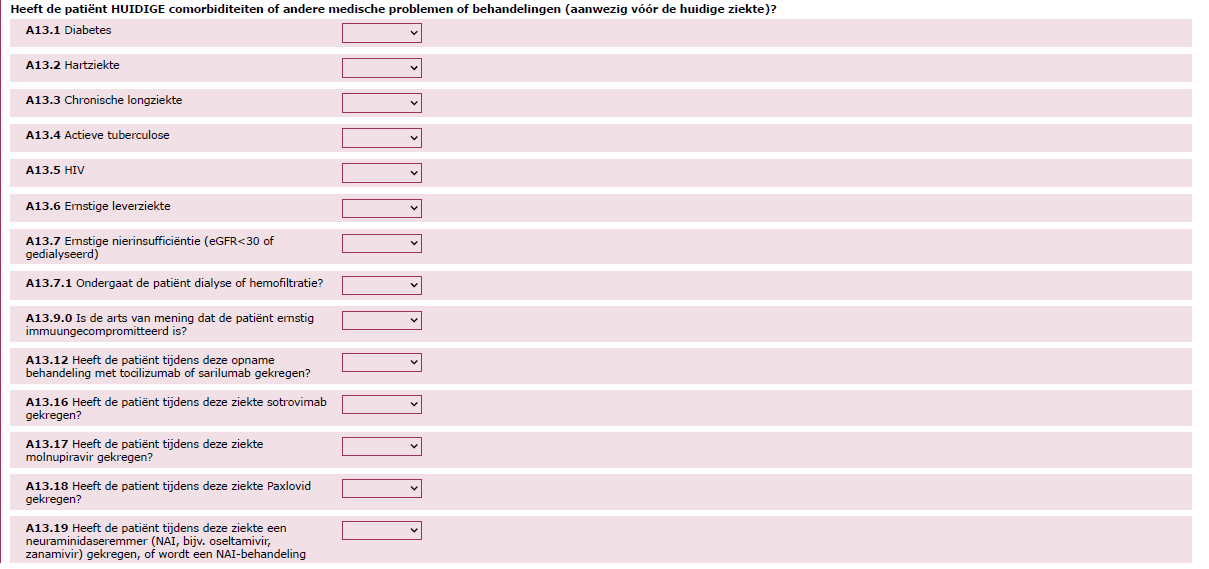 Heeft de patiënt HUIDIGE comorbiditeiten of andere medische problemen of behandelingen (aanwezig vóór de huidige ziekte)?
A13.1 Diabetes
A13.2 Hartziekte
A13.3 Chronische longziekte
A13.4 Actieve tuberculose
A13.5 HIV
A13.6 Ernstige leverziekte
A13.7 Ernstige nierinsufficiëntie (eGFR<30 of
gedialyseerd)
A13.7.1 Ondergaat de patiënt dialyse of hemofiltratie?
A13.9.0 Is de arts van mening dat de patiënt ernstig
immuungecompromitteerd is?
A13.12 Heeft de patiënt tijdens deze opname
behandeling met tocilizumab of sarilumab gekregen?
A13.16 Heeft de patiënt tijdens deze ziekte sotrovimab
gekregen?
A13.17 Heeft de patiënt tijdens deze ziekte
molnupiravir gekregen?
A13.18 Heeft de patient tijdens deze ziekte Paxlovid
gekregen?
A13.19 Heeft de patiënt tijdens deze ziekte een
neuraminidaseremmer (NAI, bijv. oseltamivir,
zanamivir) gekregen, of wordt een NAI-behandeling